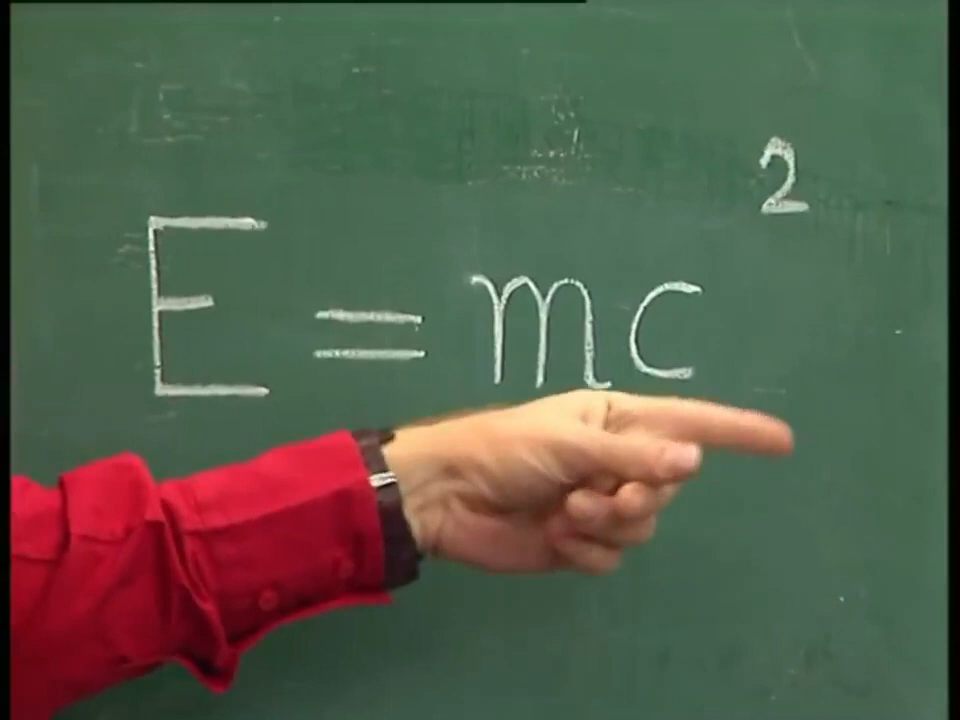 E = mc²